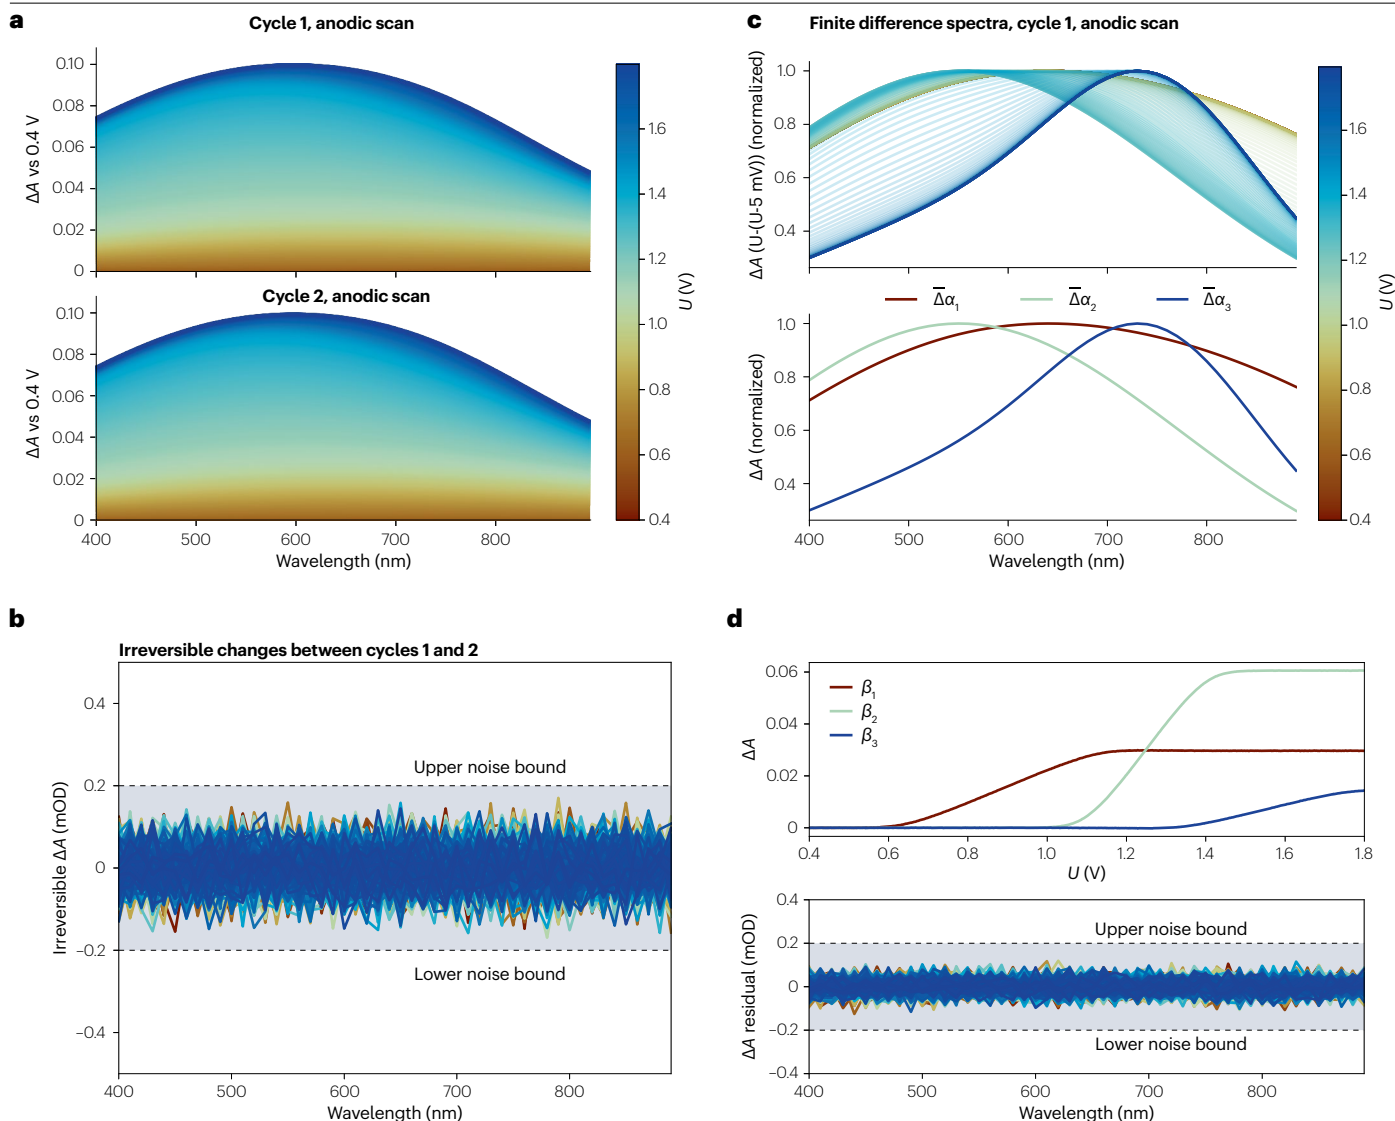 a
Cycle 1, anodic scan
0.10
0.08
0.06
0.04
0.02
0
ΔA vs 0.4 V
Cycle 2, anodic scan
0.10
0.08
0.06
0.04
0.02
0
ΔA vs 0.4 V
400 500 600 700 800
Wavelength (nm)
1.6
1.4
1.2
1.0
0.8
0.6
0.4
U (V)
c
Finite difference spectra, cycle 1, anodic scan
1.0
0.8
0.6
0.4
ΔA (U-(U-5 mV)) (normalized)
Δ̅α₁ Δ̅α₂ Δ̅α₃
1.0
0.8
0.6
0.4
ΔA (normalized)
500 600 700 800
400
Wavelength (nm)
1.6
1.4
1.2
1.0
0.8
0.6
0.4
U (V)
b
Irreversible changes between cycles 1 and 2
0.4
0.2
0
–0.2
–0.4
Irreversible ΔA (mOD)
Upper noise bound
Lower noise bound
400 500 600 700 800
Wavelength (nm)
d
0.06
0.04
0.02
0
ΔA
β₁
β₂
β₃
0.4 0.6 0.8 1.0 1.2 1.4 1.6 1.8
U (V)
0.4
0.2
0
–0.2
–0.4
ΔA residual (mOD)
Upper noise bound
Lower noise bound
400 500 600 700 800
Wavelength (nm)